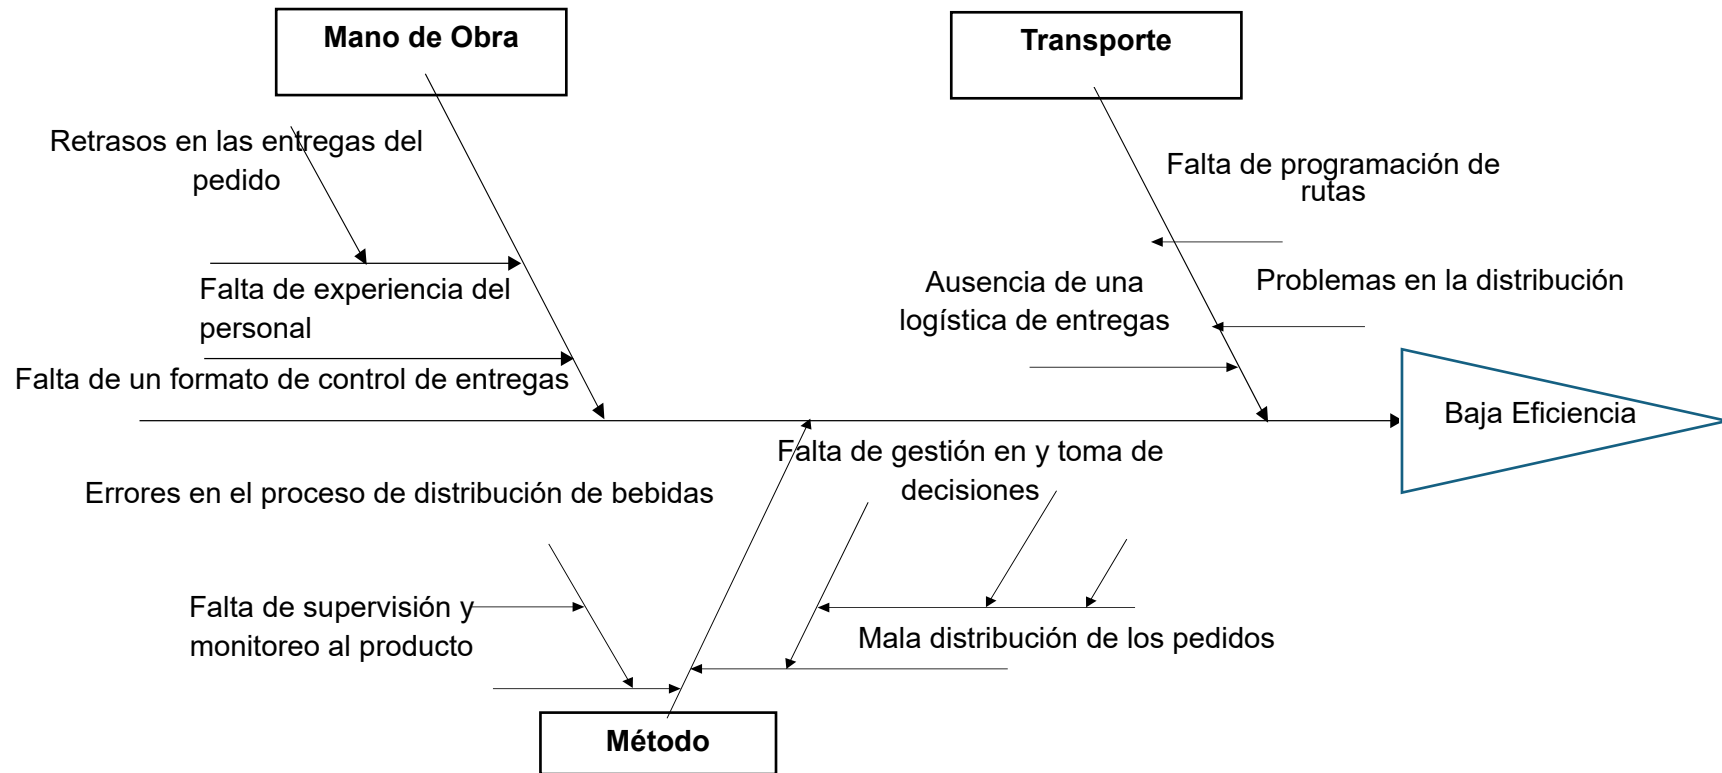 Mano de Obra
Transporte
Retrasos en las entregas del
pedido
Falta de programación de
rutas
Falta de experiencia del
personal
Ausencia de una
logística de entregas
Problemas en la distribución
Falta de un formato de control de entregas
Baja Eficiencia
Falta de gestión en y toma de
decisiones
Errores en el proceso de distribución de bebidas
Falta de supervisión y
monitoreo al producto
Mala distribución de los pedidos
Método